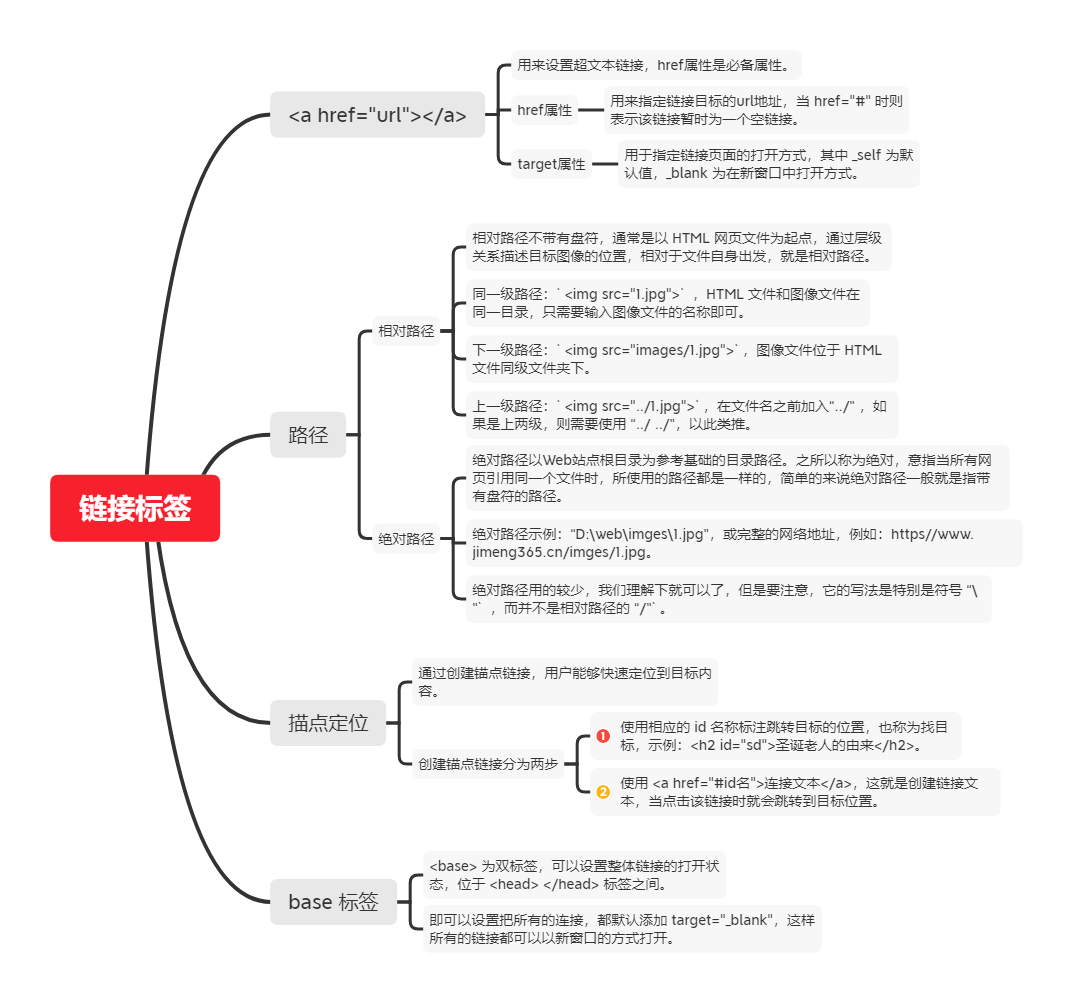 链接标签
<a href="url"></a>
用来设置超文本链接，href属性是必备属性。
href属性
用来指定链接目标的url地址，当 href="#" 时则
表示该链接暂时为一个空链接。
target属性
用于指定链接页面的打开方式，其中 _self 为默
认值，_blank 为在新窗口中打开方式。
路径
相对路径
相对路径不带有盘符，通常是以 HTML 网页文件为起点，通过层级
关系描述目标图像的位置，相对于文件自身出发，就是相对路径。
同一级路径：` <img src="1.jpg">` ，HTML 文件和图像文件在
同一目录，只需要输入图像文件的名称即可。
下一级路径：` <img src="images/1.jpg">` ，图像文件位于 HTML
文件同级文件夹下。
上一级路径：` <img src="../1.jpg">` ，在文件名之前加入“../" ，如
果是上两级，则需要使用 “../ ../"，以此类推。
绝对路径
绝对路径以Web站点根目录为参考基础的目录路径。之所以称为绝对，意指当所有网
页引用同一个文件时，所使用的路径都是一样的，简单的来说绝对路径一般就是指带
有盘符的路径。
绝对路径示例：“D:\web\imges\1.jpg"，或完整的网络地址，例如：https//www.
jimeng365.cn/imges/1.jpg。
绝对路径用的较少，我们理解下就可以了，但是要注意，它的写法是特别是符号 “\
"` ，而并不是相对路径的 “/"` 。
描点定位
通过创建锚点链接，用户能够快速定位到目标内
容。
创建锚点链接分为两步
1 使用相应的 id 名称标注跳转目标的位置，也称为找目
标，示例：<h2 id="sd">圣诞老人的由来</h2>。
2 使用 <a href="#id名">连接文本</a>，这就是创建链接文
本，当点击该链接时就会跳转到目标位置。
base 标签
<base> 为双标签，可以设置整体链接的打开状
态，位于 <head> </head> 标签之间。
即可以设置把所有的连接，都默认添加 target="_blank"，这样
所有的链接都可以以新窗口的方式打开。